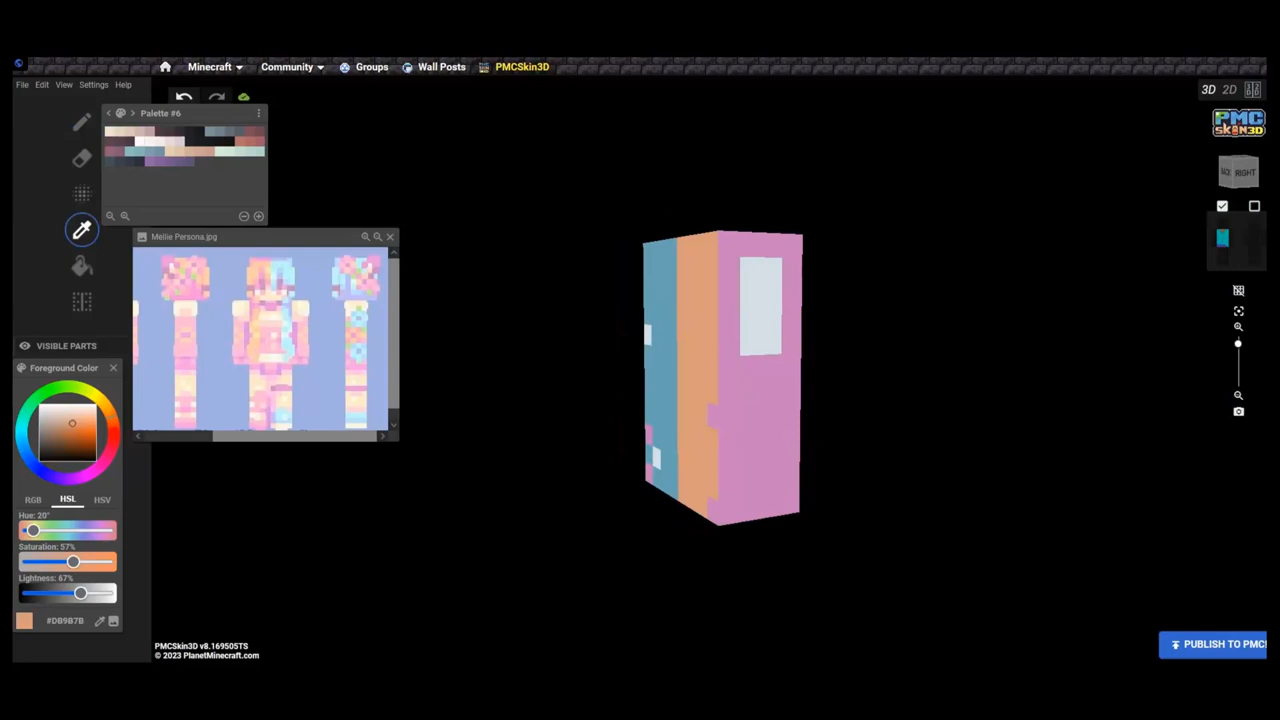 Minecraft
Community
Groups
Wall Posts
PMCSkin3D
File Edit View Settings Help
3D 2D
Palette #6
PMC
SKIN3D
BACK RIGHT
Mellie Persona.jpg
VISIBLE PARTS
Foreground Color
RGB HSL HSV
Hue: 20°
Saturation: 57%
Lightness: 67%
#DB9B7B
PMCSkin3D v8.169505TS
© 2023 PlanetMinecraft.com
PUBLISH TO PMC!